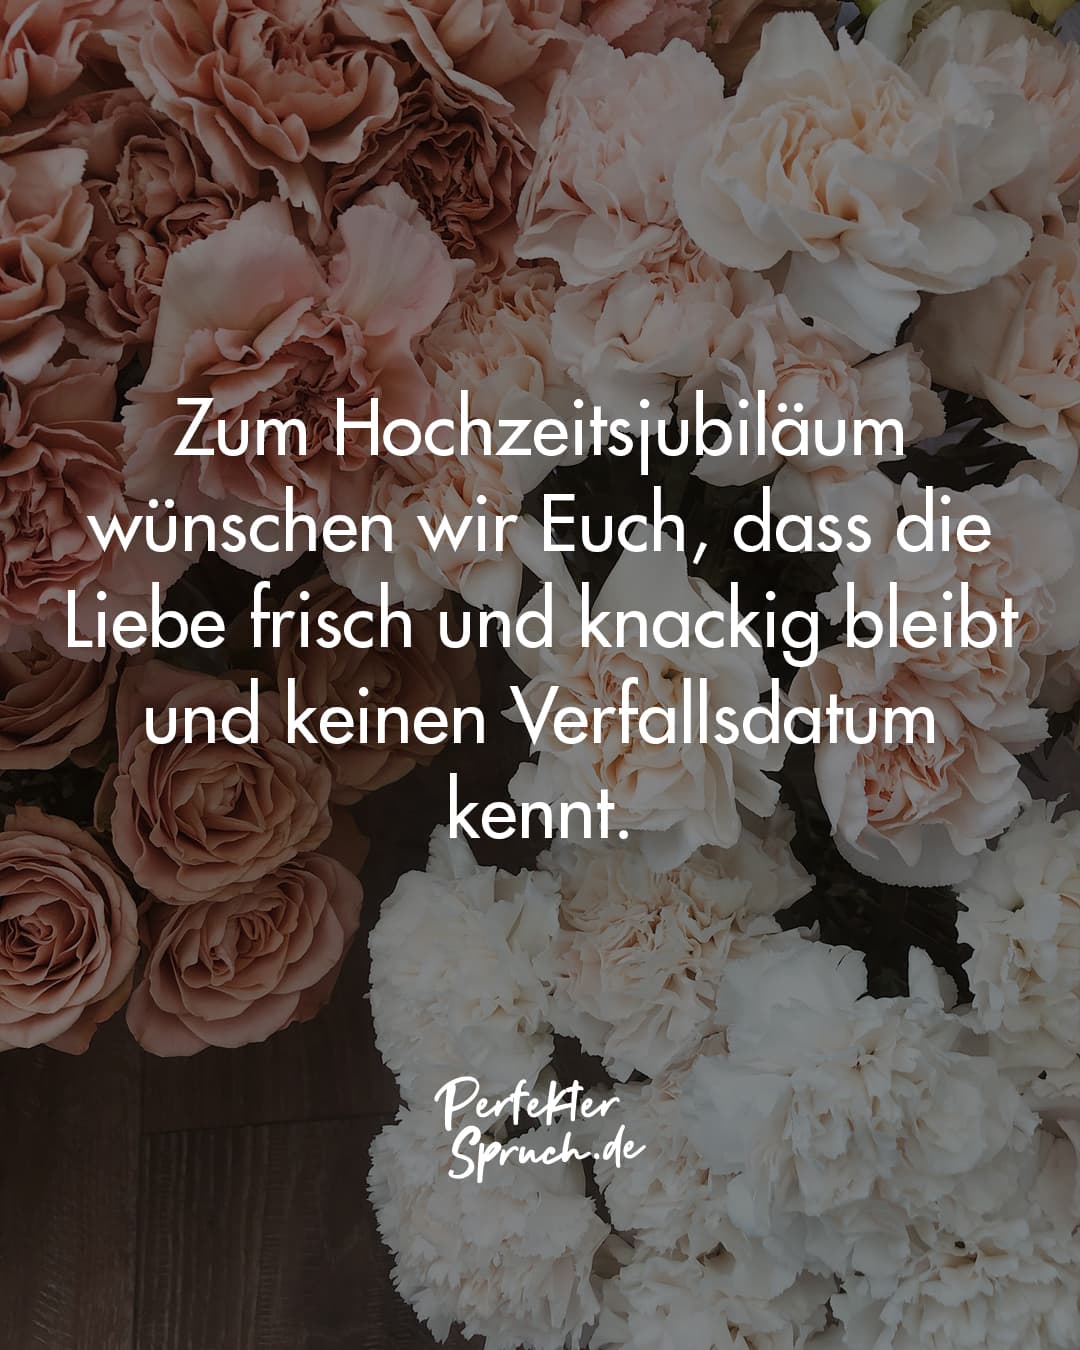 Zum Hochzeitsjubiläum
wünschen wir Euch, dass die
Liebe frisch und knackig bleibt
und keinen Verfallsdatum
kennt.
Perfekter
Spruch.de